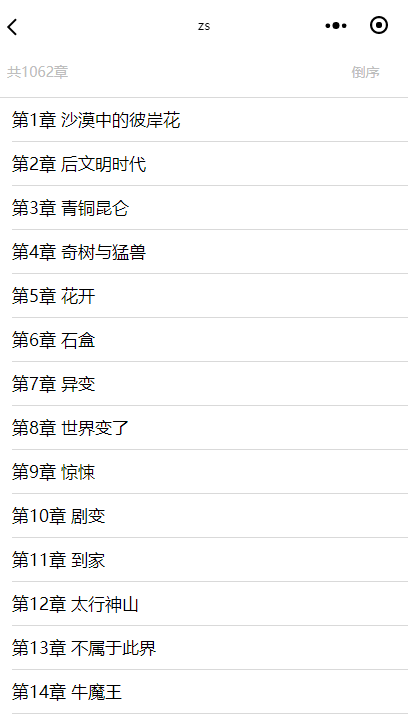 zs
共1062章 倒序
第1章 沙漠中的彼岸花
第2章 后文明时代
第3章 青铜昆仑
第4章 奇树与猛兽
第5章 花开
第6章 石盒
第7章 异变
第8章 世界变了
第9章 惊悚
第10章 剧变
第11章 到家
第12章 太行神山
第13章 不属于此界
第14章 牛魔王